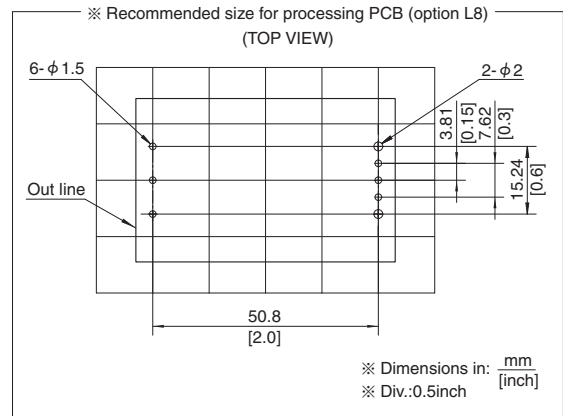 ※ Recommended size for processing PCB (option L8)
(TOP VIEW)
6-φ1.5
2-φ2
3.81
[0.15]
7.62
[0.3]
15.24
[0.6]
Out line
50.8
[2.0]
※ Dimensions in: mm
[inch]
※ Div.:0.5inch